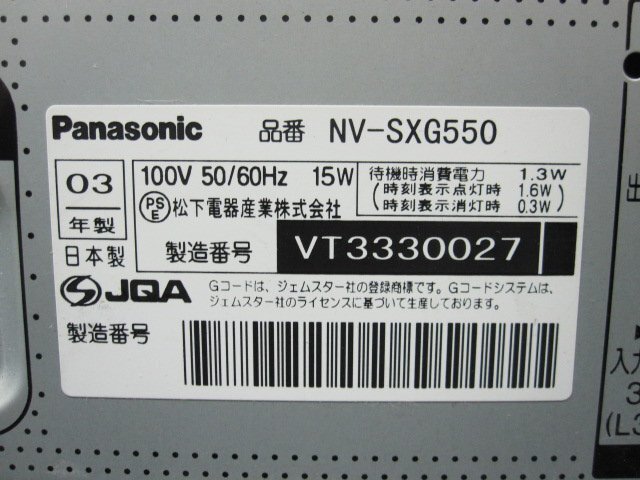 Panasonic 品番 NV-SXG550
03
年製
日本製
100V 50/60Hz 15W
PSE 松下電器産業株式会社
待機時消費電力 1.3W
(時刻表示点灯時 1.6W)
(時刻表示消灯時 0.3W)
製造番号 VT3330027
JQA
Gコードは、ジェムスター社の登録商標です。Gコードシステムは、
ジェムスター社のライセンスに基づいて生産しております。
製造番号
出
入力
3
(L3